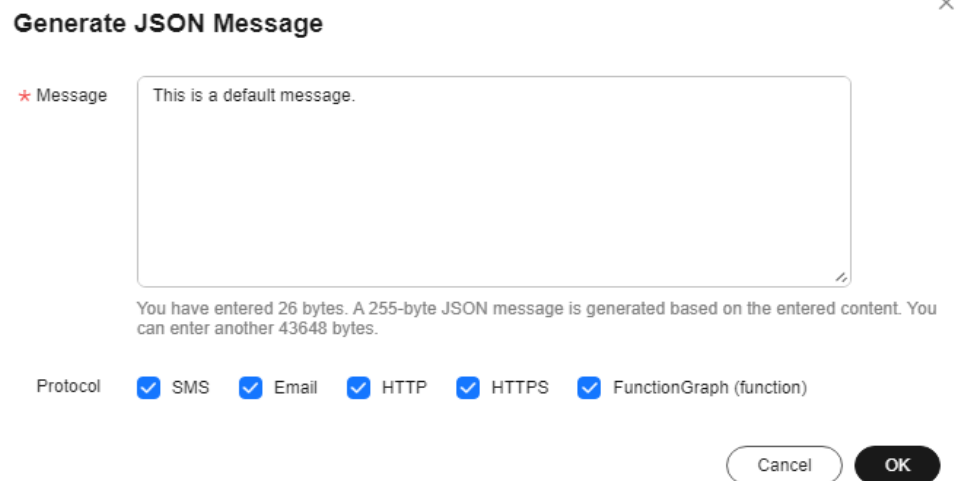 Generate JSON Message
* Message
This is a default message.
You have entered 26 bytes. A 255-byte JSON message is generated based on the entered content. You
can enter another 43648 bytes.
Protocol SMS Email HTTP HTTPS FunctionGraph (function)
Cancel OK